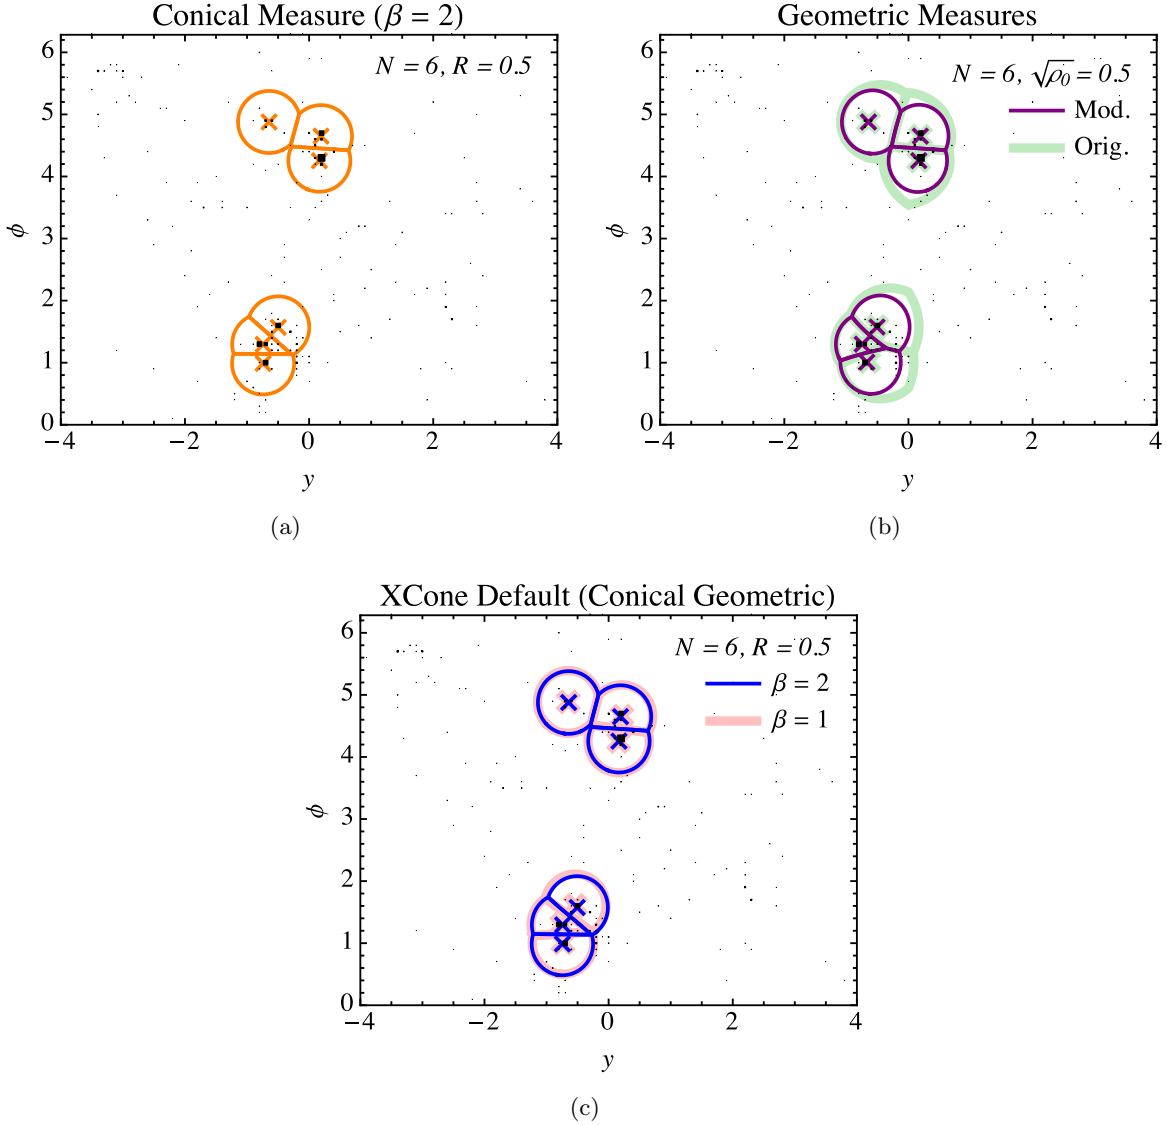 Conical Measure (β = 2)
N = 6, R = 0.5
ϕ
6
5
4
3
2
1
0
−4
−2
0
2
4
y
(a)
Geometric Measures
N = 6, √ρ₀ = 0.5
Mod.
Orig.
ϕ
6
5
4
3
2
1
0
−4
−2
0
2
4
y
(b)
XCone Default (Conical Geometric)
N = 6, R = 0.5
β = 2
β = 1
ϕ
6
5
4
3
2
1
0
−4
−2
0
2
4
y
(c)